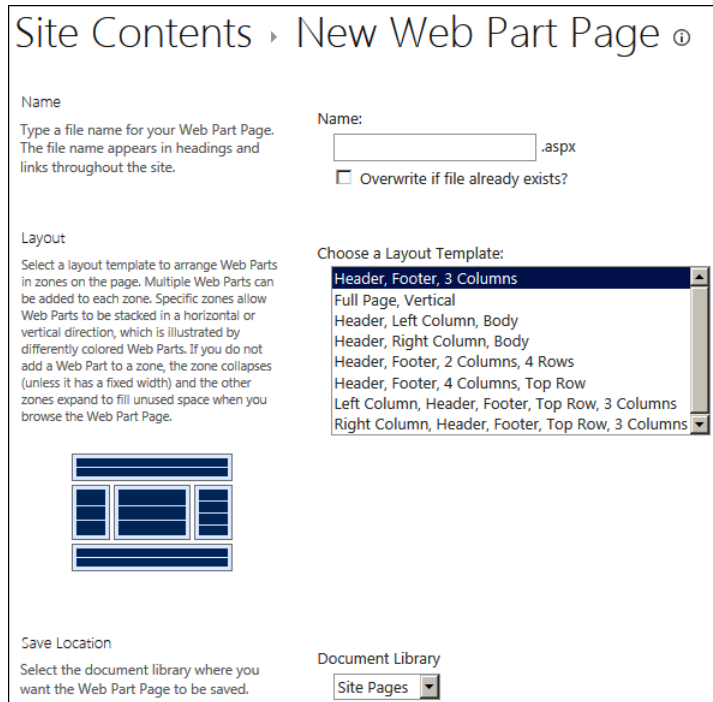 Site Contents ▸ New Web Part Page ⓘ
Name
Type a file name for your Web Part Page.
The file name appears in headings and
links throughout the site.
Name:
.aspx
Overwrite if file already exists?
Layout
Select a layout template to arrange Web Parts
in zones on the page. Multiple Web Parts can
be added to each zone. Specific zones allow
Web Parts to be stacked in a horizontal or
vertical direction, which is illustrated by
differently colored Web Parts. If you do not
add a Web Part to a zone, the zone collapses
(unless it has a fixed width) and the other
zones expand to fill unused space when you
browse the Web Part Page.
Choose a Layout Template:
Header, Footer, 3 Columns
Full Page, Vertical
Header, Left Column, Body
Header, Right Column, Body
Header, Footer, 2 Columns, 4 Rows
Header, Footer, 4 Columns, Top Row
Left Column, Header, Footer, Top Row, 3 Columns
Right Column, Header, Footer, Top Row, 3 Columns
Save Location
Select the document library where you
want the Web Part Page to be saved.
Document Library
Site Pages